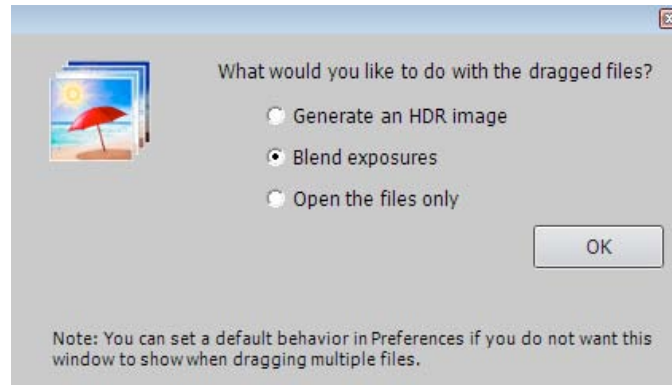 What would you like to do with the dragged files?
Generate an HDR image
Blend exposures
Open the files only
OK
Note: You can set a default behavior in Preferences if you do not want this
window to show when dragging multiple files.